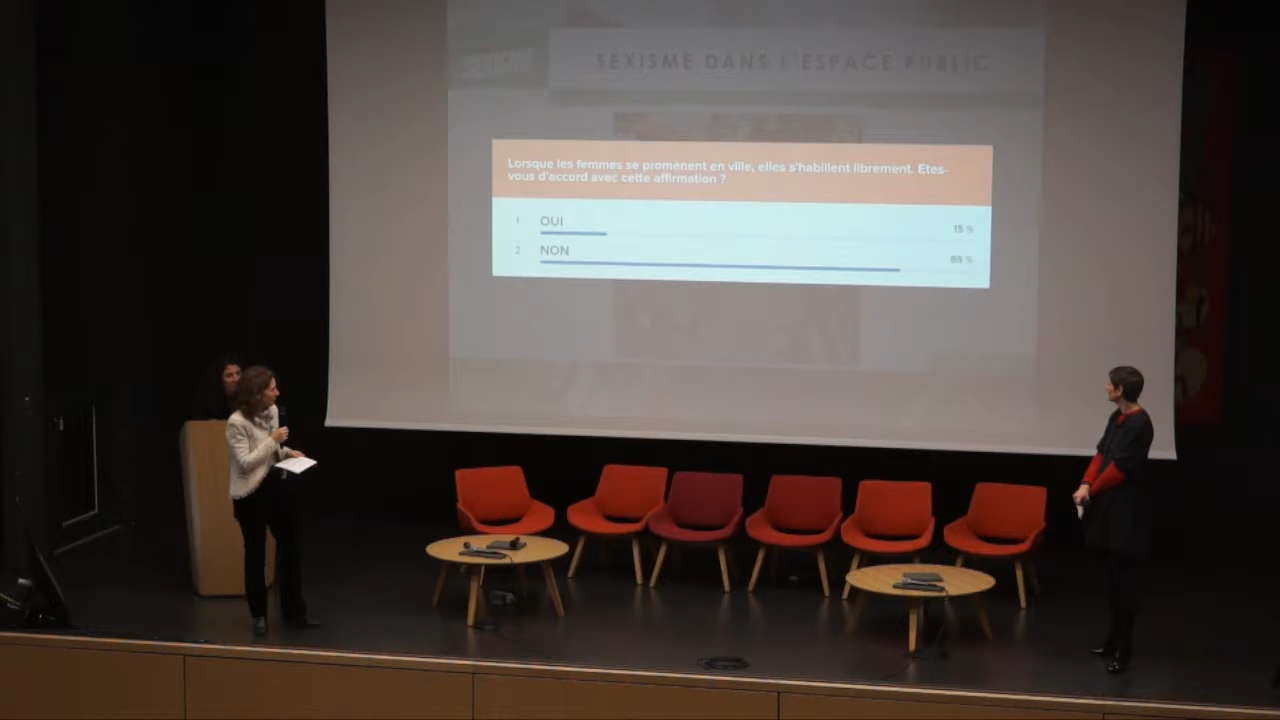 SEXISME DANS L'ESPACE PUBLIC
Lorsque les femmes se promènent en ville, elles s'habillent librement. Etes-
vous d'accord avec cette affirmation ?
1 OUI 15 %
2 NON %